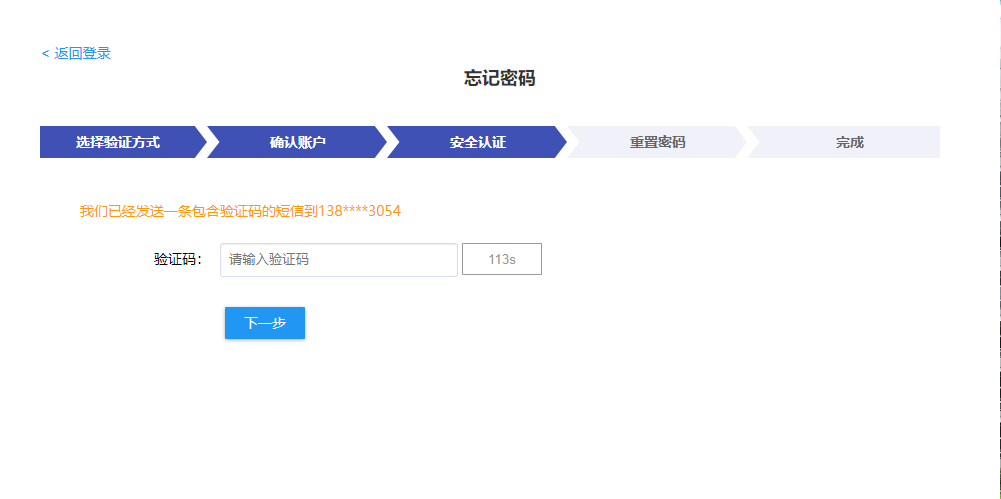 < 返回登录
忘记密码
选择验证方式 确认账户 安全认证 重置密码 完成
我们已经发送一条包含验证码的短信到138****3054
验证码： 请输入验证码 113s
下一步